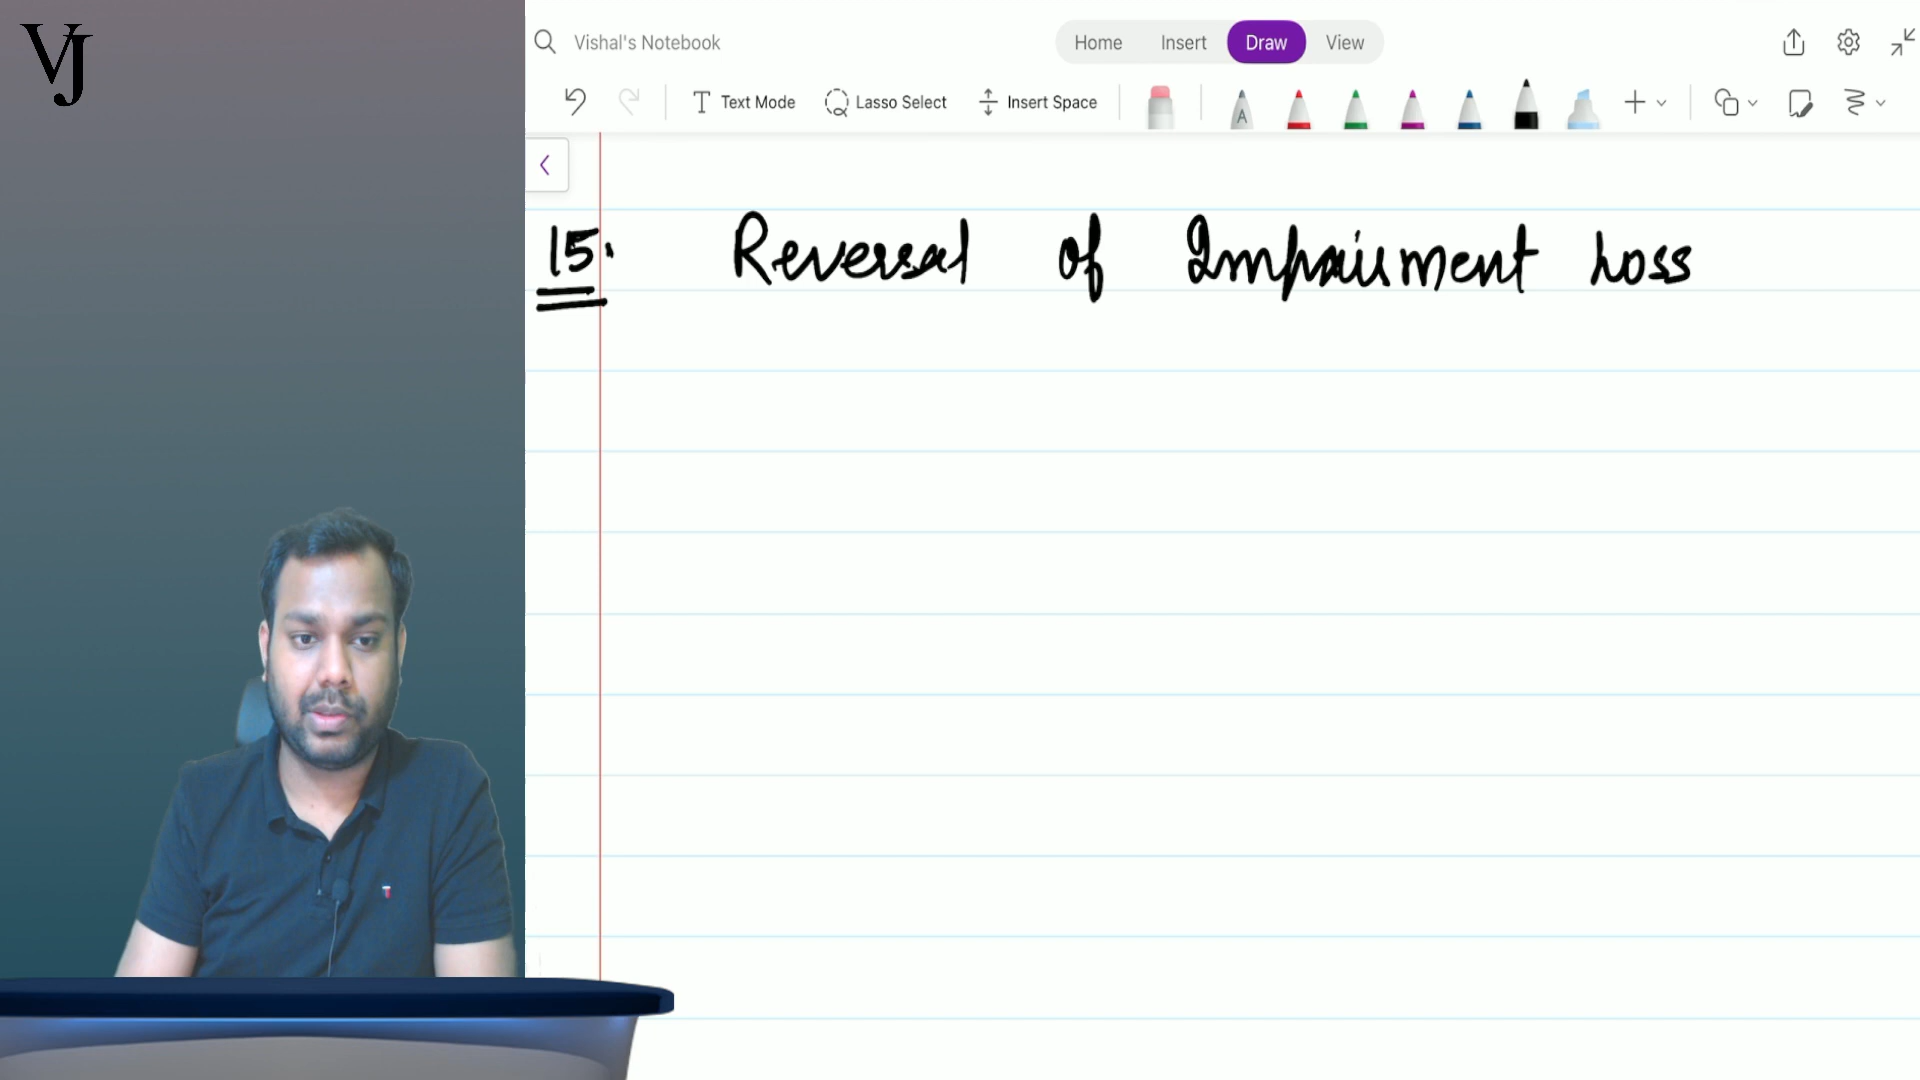 VJ
Vishal's Notebook
Home Insert Draw View
Text Mode Lasso Select Insert Space
A
15. Reversal of Impairment Loss